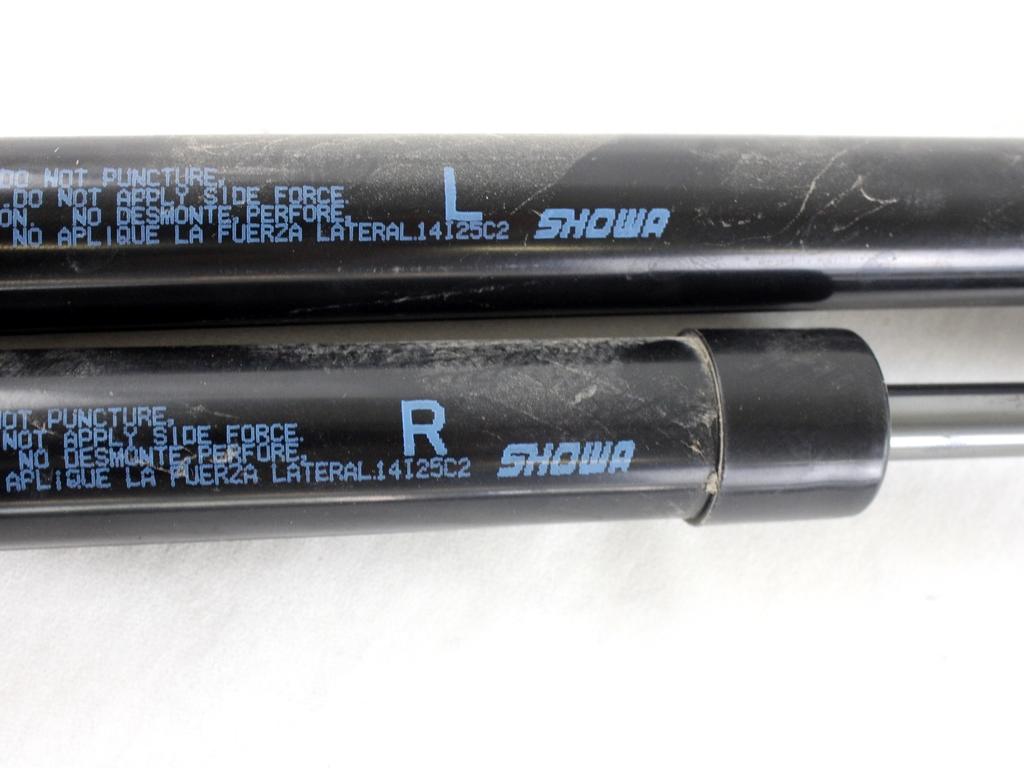 DO NOT PUNCTURE,
.DO NOT APPLY SIDE FORCE
ON NO DESMONTE, PERFORE,
NO APLIQUE LA FUERZA LATERAL.14I25C2
L
SHOWA
NOT PUNCTURE,
NOT APPLY SIDE FORCE.
NO DESMONTE, PERFORE,
APLIQUE LA FUERZA LATERAL.14I25C2
R
SHOWA